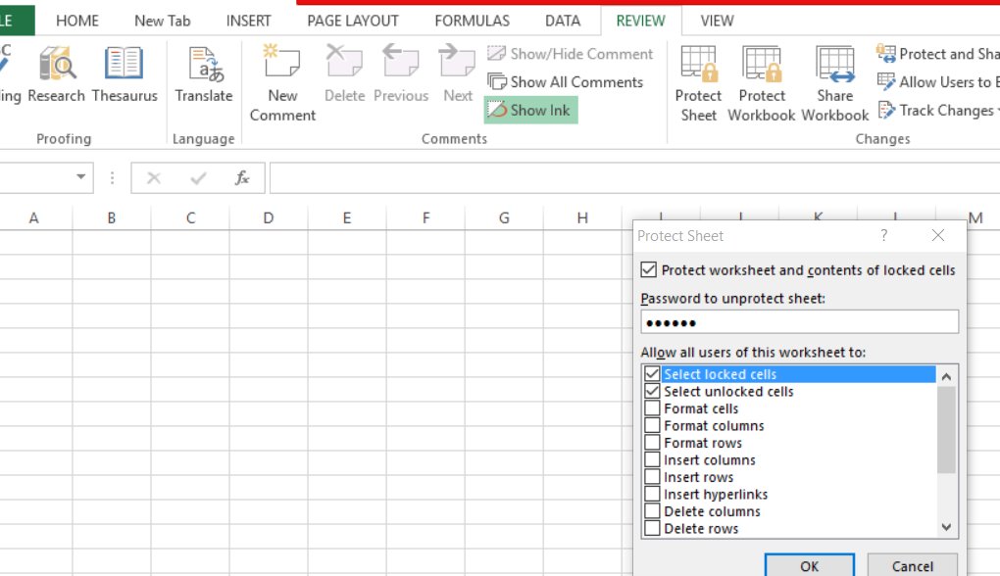 LE HOME New Tab INSERT PAGE LAYOUT FORMULAS DATA REVIEW VIEW
Show/Hide Comment Protect and Sha
Show All Comments Allow Users to E
ing Research Thesaurus Translate New Delete Previous Next Protect Protect Share
Comment Show Ink Sheet Workbook Workbook Track Changes
Proofing Language Comments Changes
fx
A B C D E F G H I J K L M
Protect Sheet ? 
Protect worksheet and contents of locked cells
Password to unprotect sheet:
••••••
Allow all users of this worksheet to:
Select locked cells
Select unlocked cells
Format cells
Format columns
Format rows
Insert columns
Insert rows
Insert hyperlinks
Delete columns
Delete rows
OK Cancel